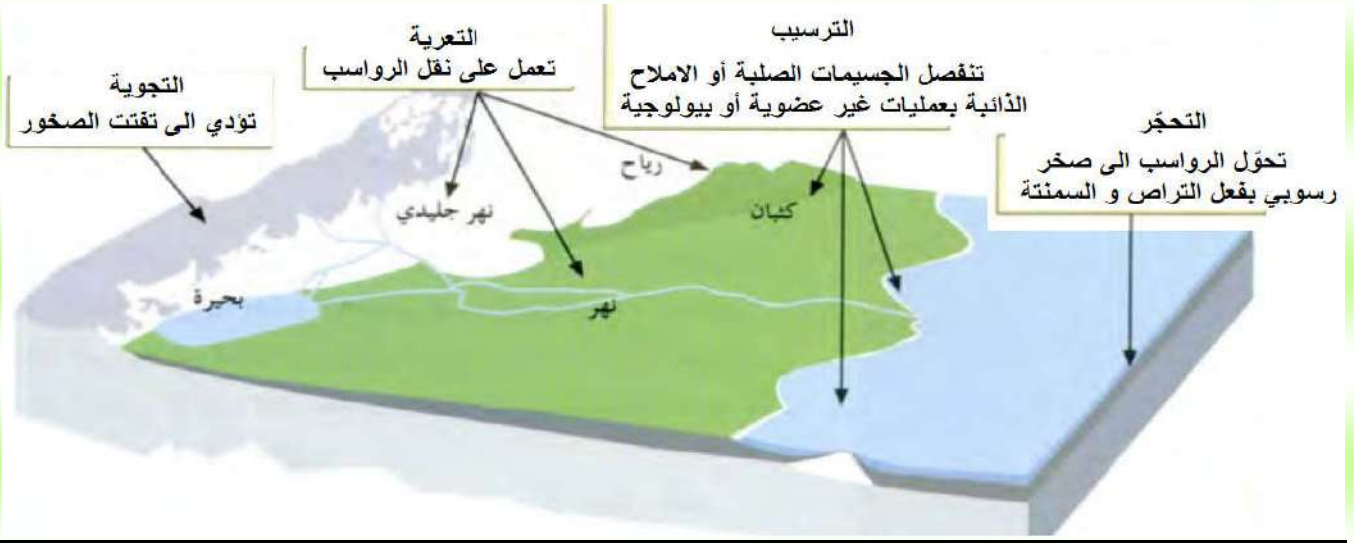 الترسيب
تنفصل الجسيمات الصلبة أو الاملاح
الذائبة بعمليات غير عضوية أو بيولوجية
التعرية
تعمل على نقل الرواسب
التجوية
تؤدي الى تفتت الصخور
التحجّر
تحوّل الرواسب الى صخر
رسوبي بفعل التراص و السمنتة
رياح
نهر جليدي
كثبان
بحيرة
نهر